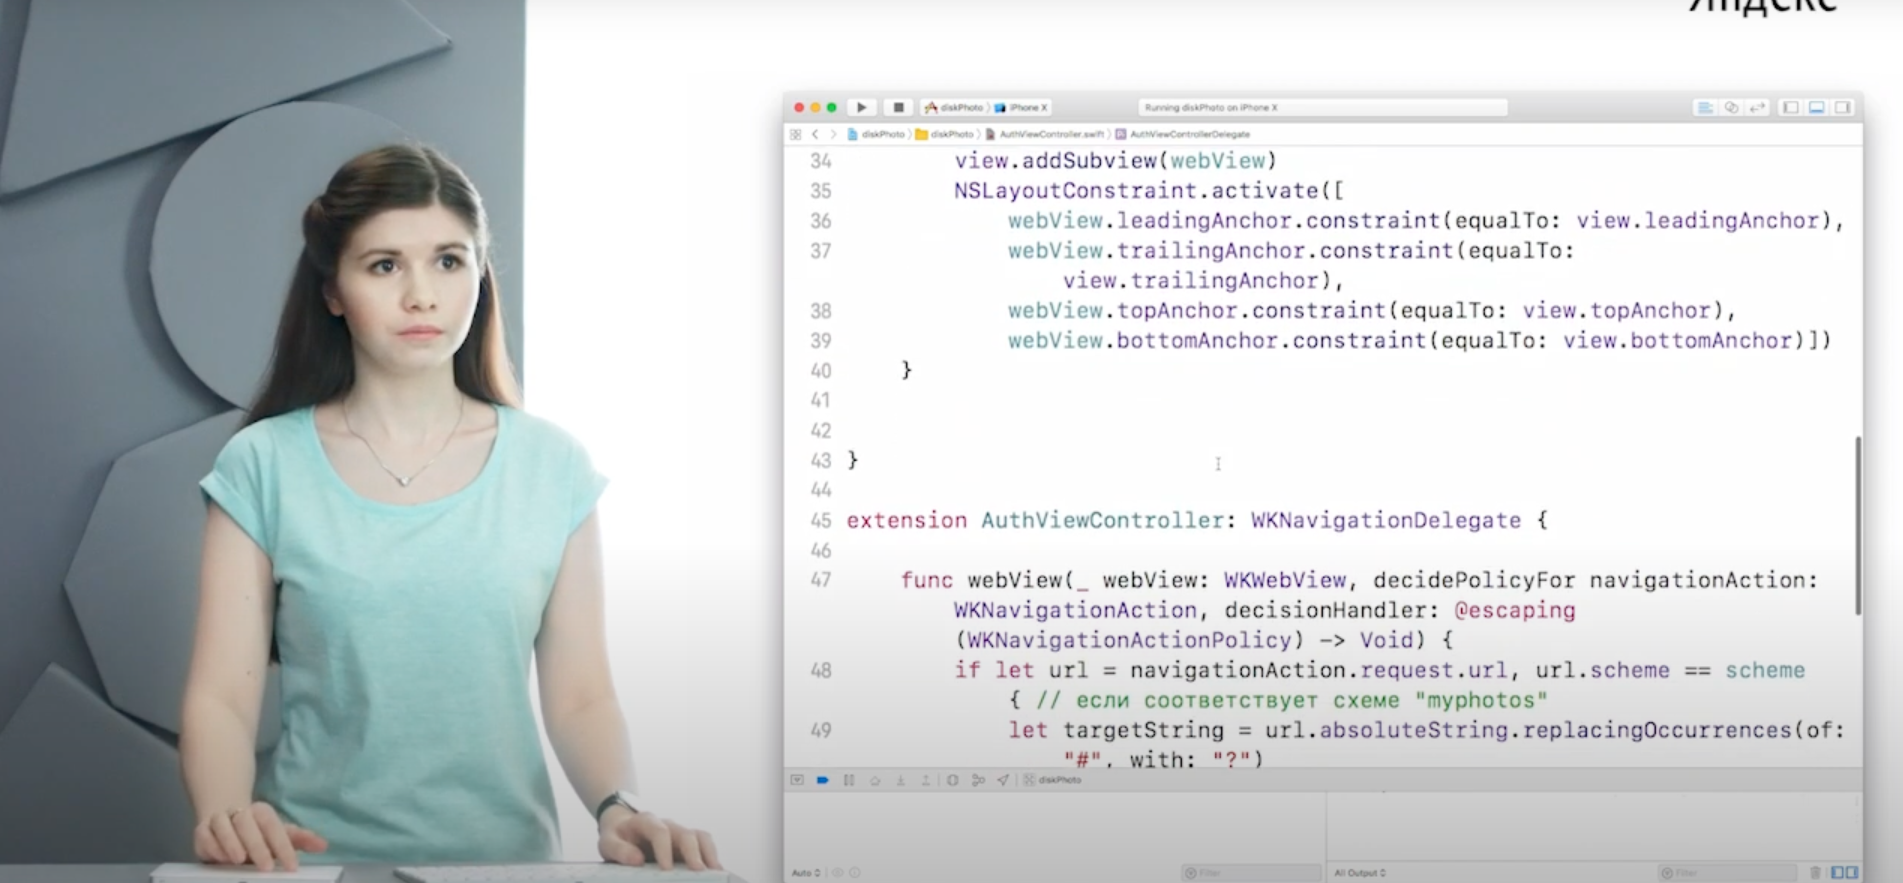 Яндекс
diskPhoto iPhone X
Running diskPhoto on iPhone X
diskPhoto diskPhoto AuthViewController.swift AuthViewControllerDelegate
34 view.addSubview(webView)
35 NSLayoutConstraint.activate([
36 webView.leadingAnchor.constraint(equalTo: view.leadingAnchor),
37 webView.trailingAnchor.constraint(equalTo:
view.trailingAnchor),
38 webView.topAnchor.constraint(equalTo: view.topAnchor),
39 webView.bottomAnchor.constraint(equalTo: view.bottomAnchor)])
40 }
41
42
43 }
44
45 extension AuthViewController: WKNavigationDelegate {
46
47 func webView(_ webView: WKWebView, decidePolicyFor navigationAction:
WKNavigationAction, decisionHandler: @escaping
(WKNavigationActionPolicy) -> Void) {
48 if let url = navigationAction.request.url, url.scheme == scheme
{ // если соответствует схеме "myphotos"
49 let targetString = url.absoluteString.replacingOccurrences(of:
"#", with: "?")
diskPhoto
Auto
Filter
All Output
Filter